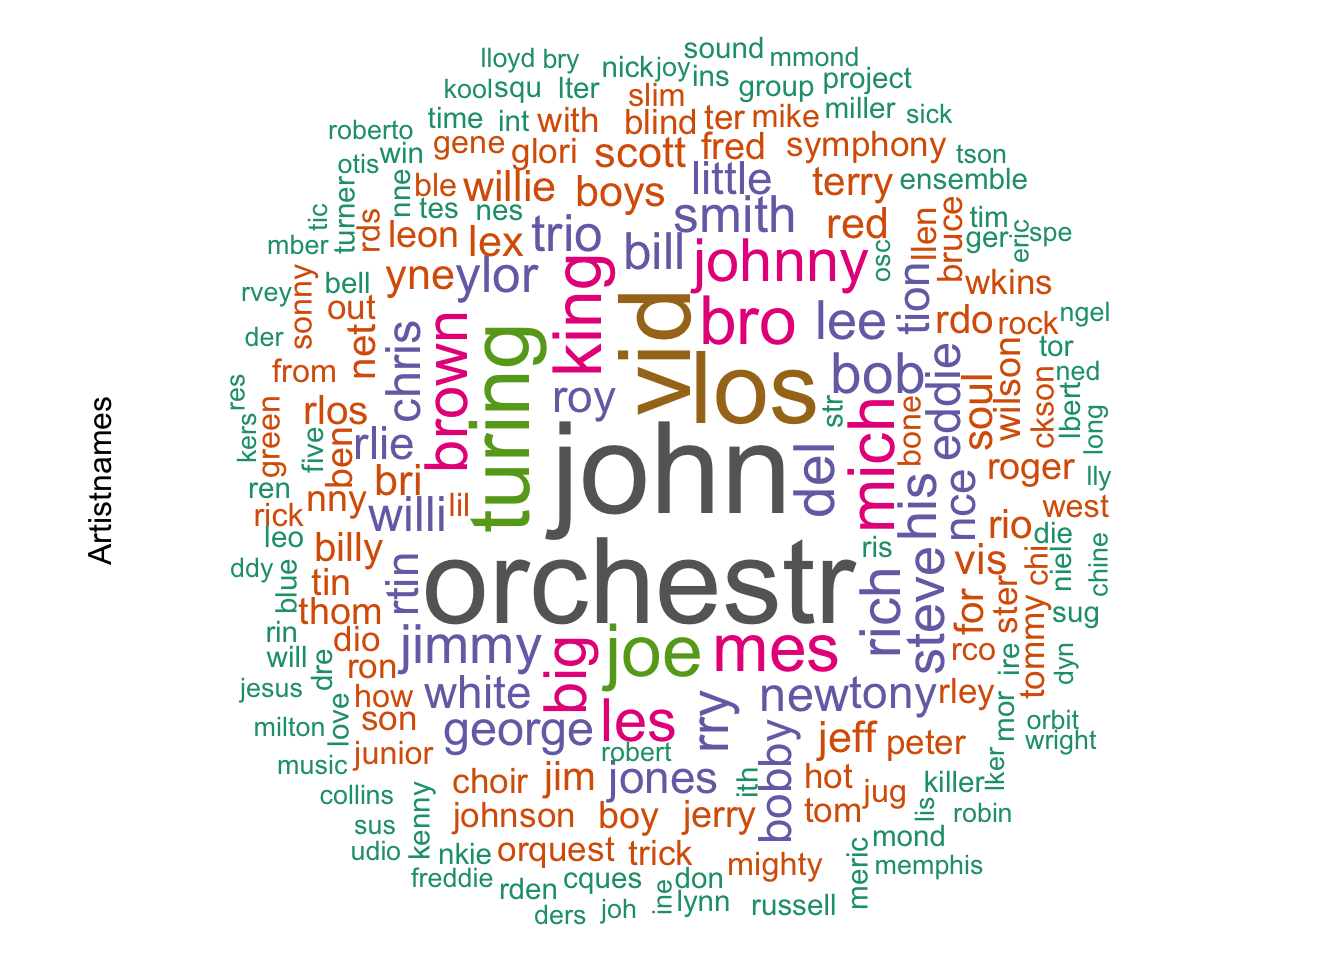 Artistnames
sound
lloyd bry
mmond
nick joy
ins
project
kool squ lter
group
slim
miller sick
time int with blind ter mike
roberto
gene
glori scott fred symphony
otis win
tson
ble willie boys little terry ensemble
nne
turner
tic
rds
tes nes
smith
red
llen
bruce
tim
ger
eric
spe
mber
leon lex trio bill johnny
osc
rvey
sonny
bell
yne ylor
king
vid
tion
wkins
out
bro lee
rdo rock ngel
der
net
chris
brown
turing
los
bob
eddie
soul
wilson
tor
from
ned
res
roy
str
mich
bone
ckson
lbert
long
kers
green
five
rlos
ben
rlie
john
del
roger
lly
ren
bri
nny
willi lil
his
nce
west
rick
rio
leo
billy
ris
die
ddy
blue
tin
rtin
orchestr
rich
steve
vis
for
ster
chi
niele
chine
thom
sug
rin
dio
jimmy
big
joe mes
rco
ire
tommy
dyn
will
dre
ron
jesus
how
white
new tony rley
mor
orbit
milton
love
son
george les
rry
bobby
jeff peter
wright
music
junior
robert
choir jim jones
ith
hot
jug
killer
lker
collins
kenny
johnson boy jerry
tom
lis
robin
sus
udio
nkie orquest trick
mighty
meric
mond
memphis
freddie
rden cques
ine
don
lynn
russell
ders joh